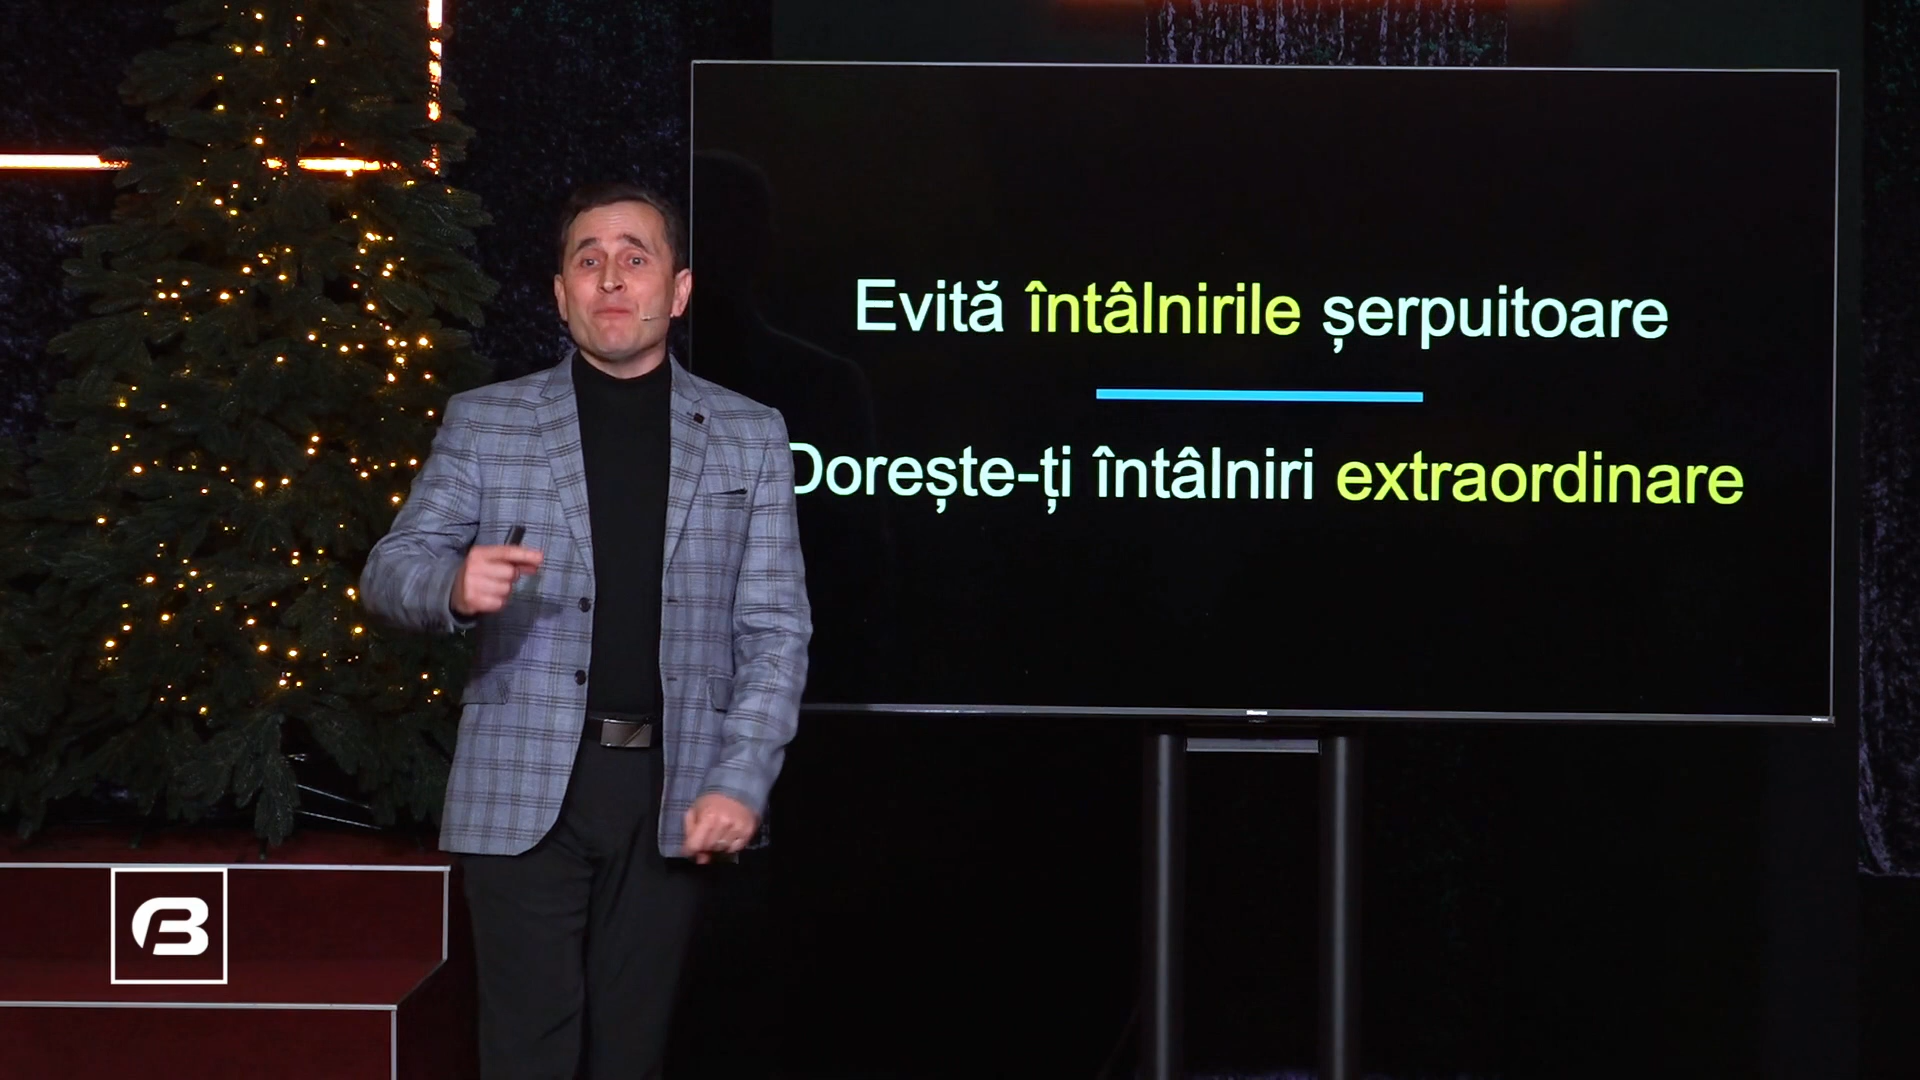 Evită întâlnirile șerpuitoare
Dorește-ți întâlniri extraordinare
B